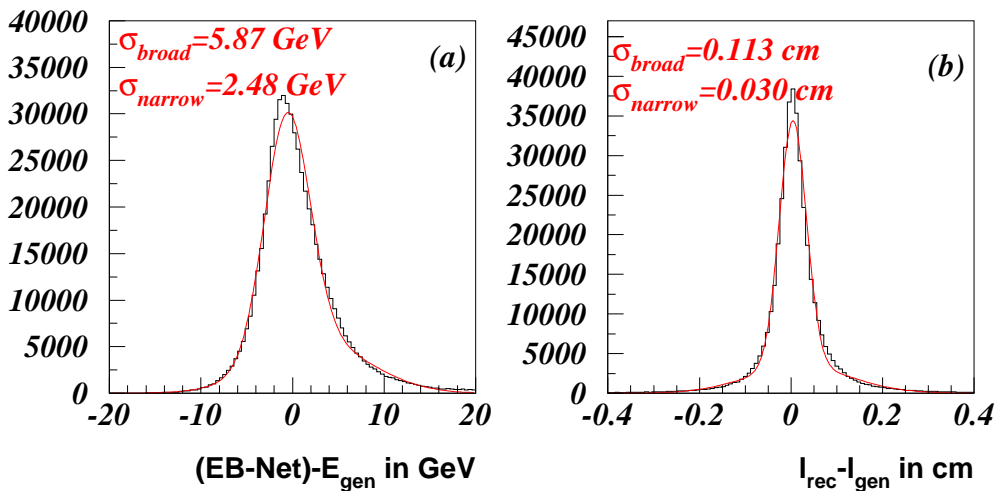 40000
35000
30000
25000
20000
15000
10000
5000
0
σbroad=5.87 GeV
σnarrow=2.48 GeV
(a)
-20 -10 0 10 20
(EB-Net)-Egen in GeV
45000
40000
35000
30000
25000
20000
15000
10000
5000
0
σbroad=0.113 cm
σnarrow=0.030 cm
(b)
-0.4 -0.2 0 0.2 0.4
lrec-lgen in cm